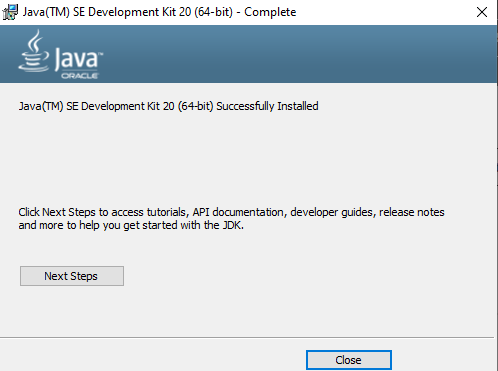 Java(TM) SE Development Kit 20 (64-bit) - Complete
Java™
ORACLE
Java(TM) SE Development Kit 20 (64-bit) Successfully Installed
Click Next Steps to access tutorials, API documentation, developer guides, release notes
and more to help you get started with the JDK.
Next Steps
Close